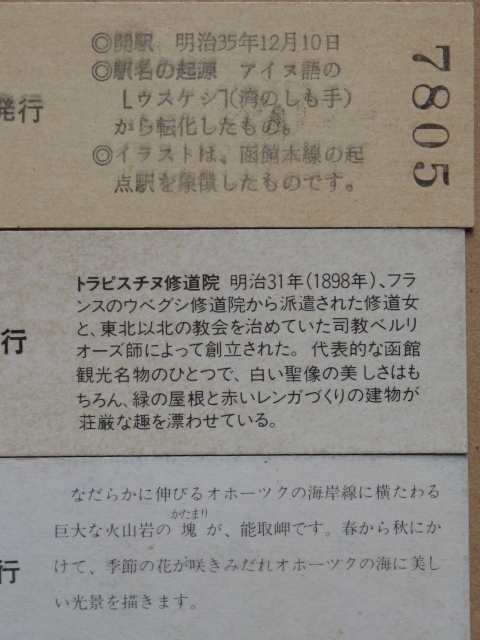 ◎開駅 明治35年12月10日
◎駅名の起源 アイヌ語の
「ウスケシ」(湾のしも手)
から転化したもの。
◎イラストは、函館本線の起
点駅を象徴したものです。
発行
7805
トラピスチヌ修道院 明治31年(1898年)、フラ
ンスのウベグシ修道院から派遣された修道女
と、東北以北の教会を治めていた司教ベルリ
オーズ師によって創立された。代表的な函館
観光名物のひとつで、白い聖像の美しさはも
ちろん、緑の屋根と赤いレンガづくりの建物が
荘厳な趣を漂わせている。
行
なだらかに伸びるオホーツクの海岸線に横たわる
かたまり
巨大な火山岩の塊が、能取岬です。春から秋にか
けて、季節の花が咲きみだれオホーツクの海に美し
い光景を描きます。
行